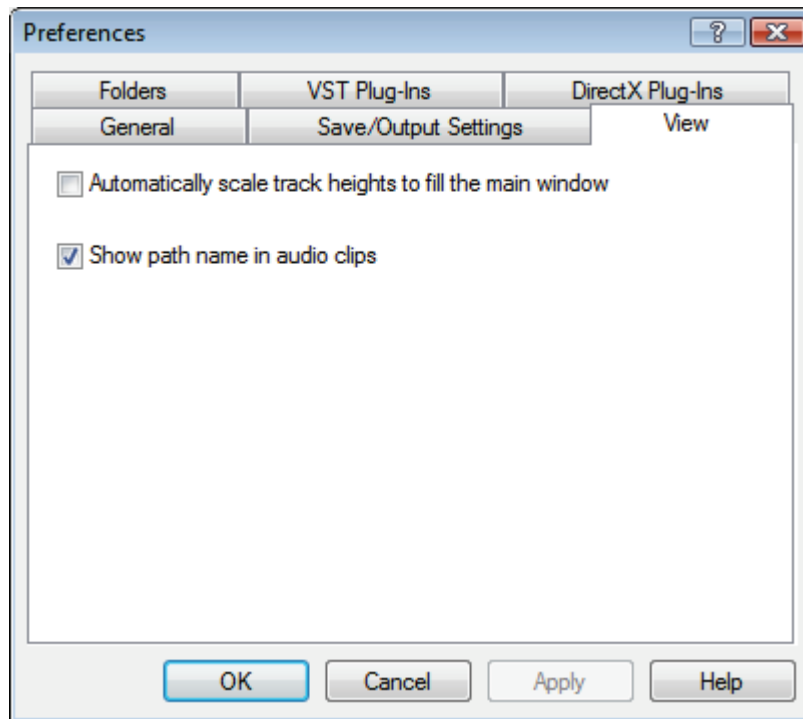 Preferences
Folders VST Plug-Ins DirectX Plug-Ins
General Save/Output Settings View
Automatically scale track heights to fill the main window
Show path name in audio clips
OK Cancel Apply Help